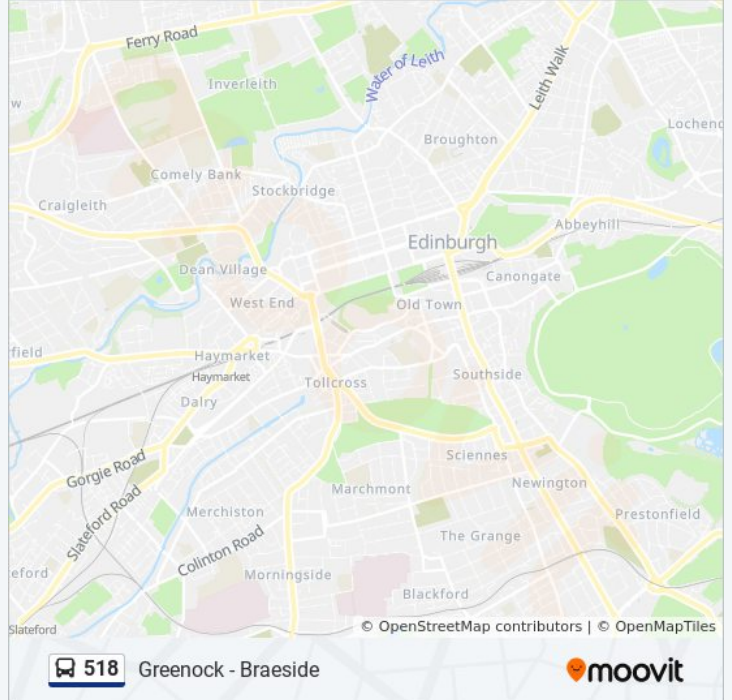 Ferry Road
Water of Leith
Leith Walk
Inverleith
w
Lochend
Broughton
Comely Bank
Stockbridge
Craigleith
Abbeyhill
Edinburgh
Dean Village
Canongate
West End
Old Town
field
Haymarket
Haymarket
Southside
Tollcross
Dalry
Sciennes
Gorgie Road
Newington
Marchmont
Slateford Road
Merchiston
Prestonfield
Colinton Road
The Grange
eford
Morningside
Blackford
Slateford
© OpenStreetMap contributors | © OpenMapTiles
518 Greenock - Braeside
moovit